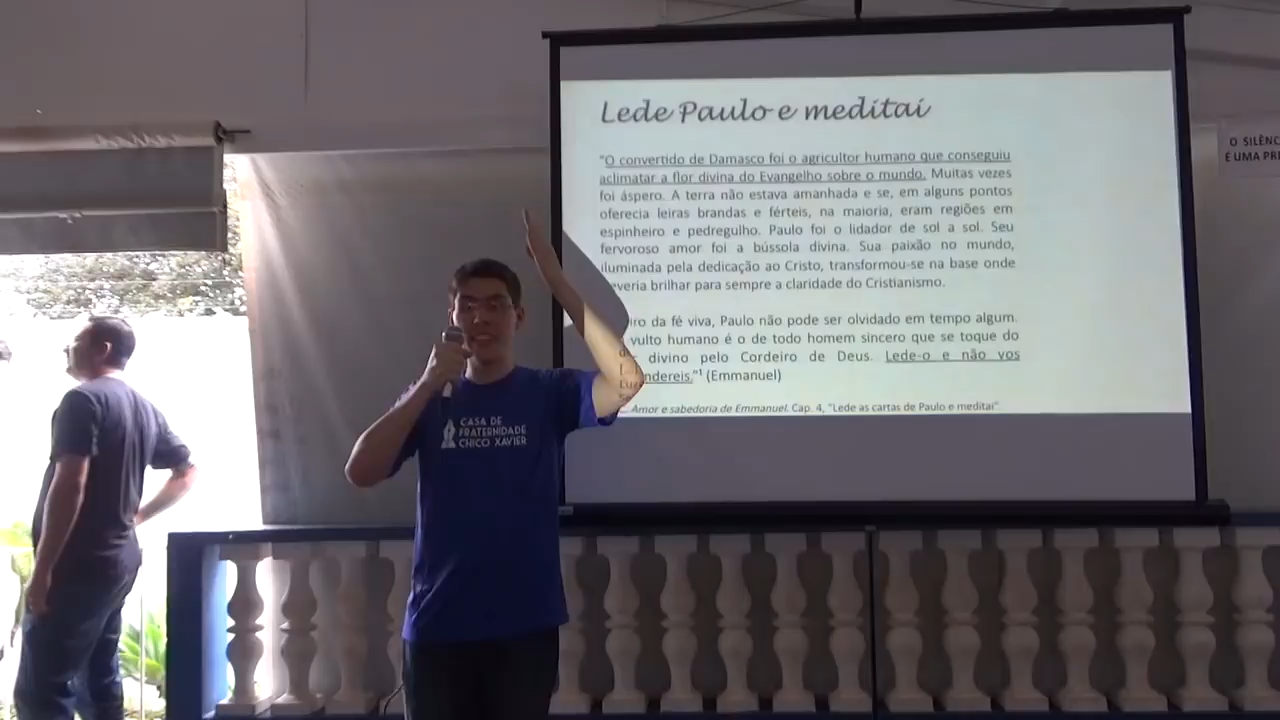 Lede Paulo e meditai
"O convertido de Damasco foi o agricultor humano que conseguiu
aclimatar a flor divina do Evangelho sobre o mundo. Muitas vezes
foi áspero. A terra não estava amanhada e se, em alguns pontos
oferecia leiras brandas e férteis, na maioria, eram regiões em
espinheiro e pedregulho. Paulo foi o lidador de sol a sol. Seu
fervoroso amor foi a bússola divina. Sua paixão no mundo,
iluminada pela dedicação ao Cristo, transformou-se na base onde
everia brilhar para sempre a claridade do Cristianismo.
iro da fé viva, Paulo não pode ser olvidado em tempo algum.
vulto humano é o de todo homem sincero que se toque do
divino pelo Cordeiro de Deus. Lede-o e não vos
ndereis."¹ (Emmanuel)
Amor e sabedoria de Emmanuel. Cap. 4, "Lede as cartas de Paulo e meditai"
O SILÊNC
É UMA PRE
CASA DE
FRATERNIDADE
CHICO XAVIER